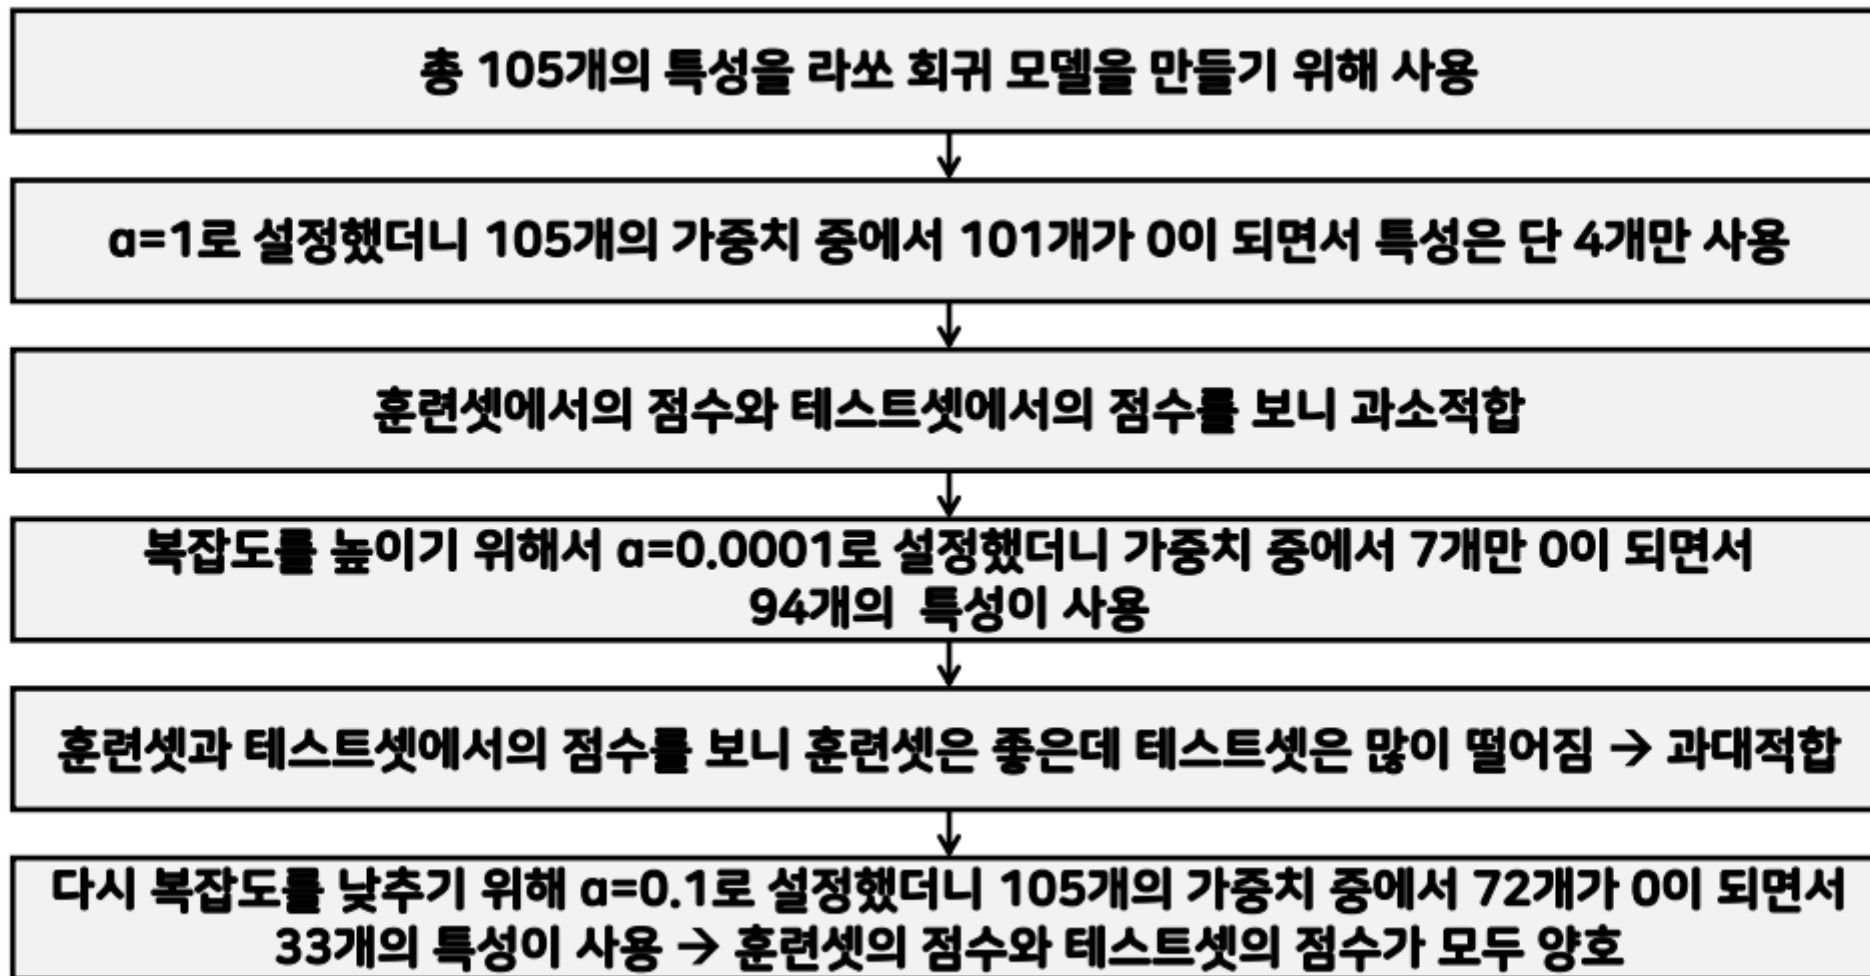 총 105개의 특성을 라쏘 회귀 모델을 만들기 위해 사용
a=1로 설정했더니 105개의 가중치 중에서 101개가 0이 되면서 특성은 단 4개만 사용
훈련셋에서의 점수와 테스트셋에서의 점수를 보니 과소적합
복잡도를 높이기 위해서 a=0.0001로 설정했더니 가중치 중에서 7개만 0이 되면서
94개의 특성이 사용
훈련셋과 테스트셋에서의 점수를 보니 훈련셋은 좋은데 테스트셋은 많이 떨어짐 → 과대적합
다시 복잡도를 낮추기 위해 a=0.1로 설정했더니 105개의 가중치 중에서 72개가 0이 되면서
33개의 특성이 사용 → 훈련셋의 점수와 테스트셋의 점수가 모두 양호